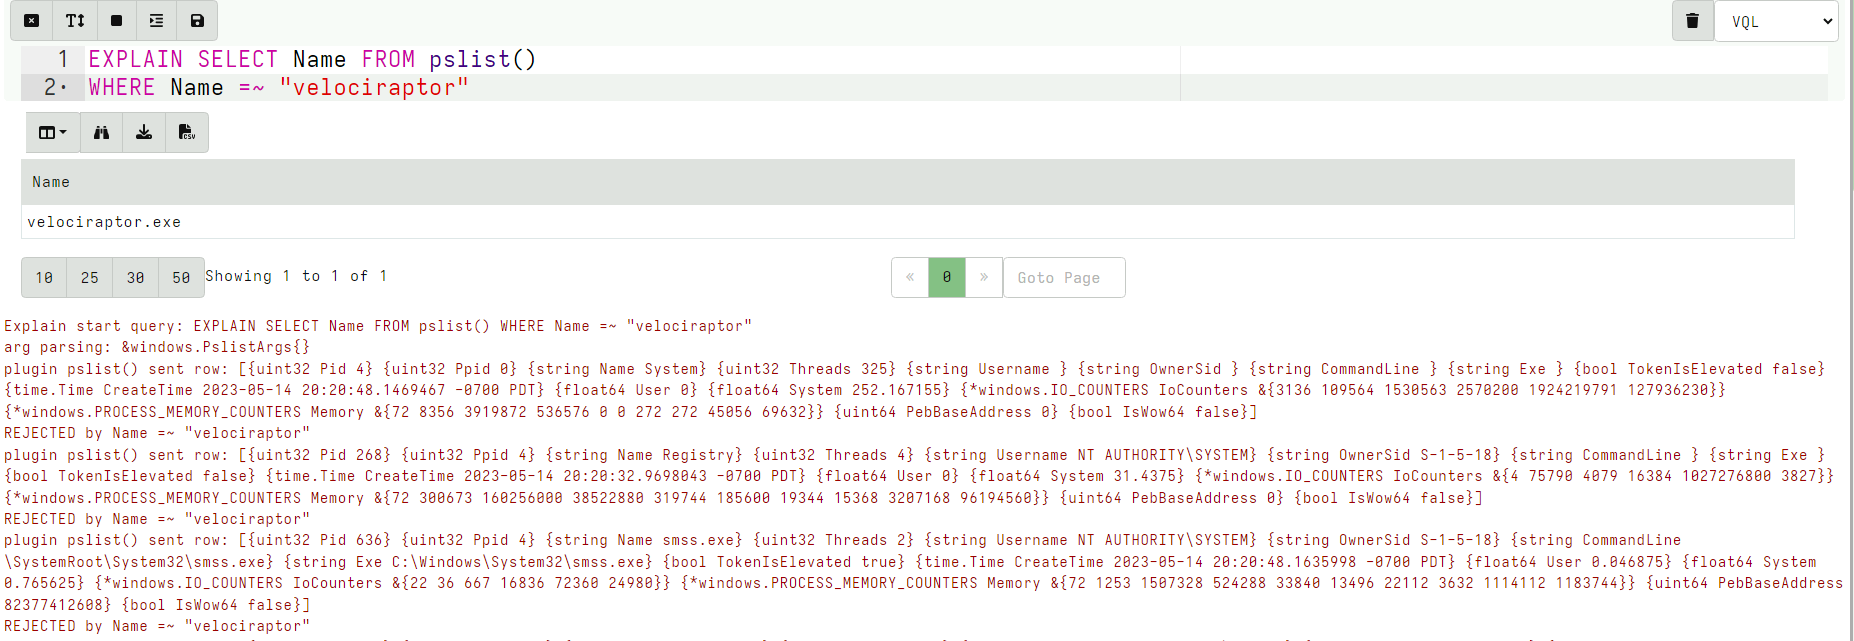 VQL
1 EXPLAIN SELECT Name FROM pslist()
2· WHERE Name =~ "velociraptor"
Name
velociraptor.exe
10 25 30 50 Showing 1 to 1 of 1 « 0 » Goto Page
Explain start query: EXPLAIN SELECT Name FROM pslist() WHERE Name =~ "velociraptor"
arg parsing: &windows.PslistArgs{}
plugin pslist() sent row: [{uint32 Pid 4} {uint32 Ppid 0} {string Name System} {uint32 Threads 325} {string Username } {string OwnerSid } {string CommandLine } {string Exe } {bool TokenIsElevated false}
{time.Time CreateTime 2023-05-14 20:20:48.1469467 -0700 PDT} {float64 User 0} {float64 System 252.167155} {*windows.IO_COUNTERS IoCounters &{3136 109564 1530563 2570200 1924219791 127936230}}
{*windows.PROCESS_MEMORY_COUNTERS Memory &{72 8356 3919872 536576 0 0 272 272 45056 69632}} {uint64 PebBaseAddress 0} {bool IsWow64 false}]
REJECTED by Name =~ "velociraptor"
plugin pslist() sent row: [{uint32 Pid 268} {uint32 Ppid 4} {string Name Registry} {uint32 Threads 4} {string Username NT AUTHORITY\SYSTEM} {string OwnerSid S-1-5-18} {string CommandLine } {string Exe }
{bool TokenIsElevated false} {time.Time CreateTime 2023-05-14 20:20:32.9698043 -0700 PDT} {float64 User 0} {float64 System 31.4375} {*windows.IO_COUNTERS IoCounters &{4 75790 4079 16384 1027276800 3827}}
{*windows.PROCESS_MEMORY_COUNTERS Memory &{72 300673 160256000 38522880 319744 185600 19344 15368 3207168 96194560}} {uint64 PebBaseAddress 0} {bool IsWow64 false}]
REJECTED by Name =~ "velociraptor"
plugin pslist() sent row: [{uint32 Pid 636} {uint32 Ppid 4} {string Name smss.exe} {uint32 Threads 2} {string Username NT AUTHORITY\SYSTEM} {string OwnerSid S-1-5-18} {string CommandLine
\SystemRoot\System32\smss.exe} {string Exe C:\Windows\System32\smss.exe} {bool TokenIsElevated true} {time.Time CreateTime 2023-05-14 20:20:48.1635998 -0700 PDT} {float64 User 0.046875} {float64 System
0.765625} {*windows.IO_COUNTERS IoCounters &{22 36 667 16836 72360 24980}} {*windows.PROCESS_MEMORY_COUNTERS Memory &{72 1253 1507328 524288 33840 13496 22112 3632 1114112 1183744}} {uint64 PebBaseAddress
82377412608} {bool IsWow64 false}]
REJECTED by Name =~ "velociraptor"